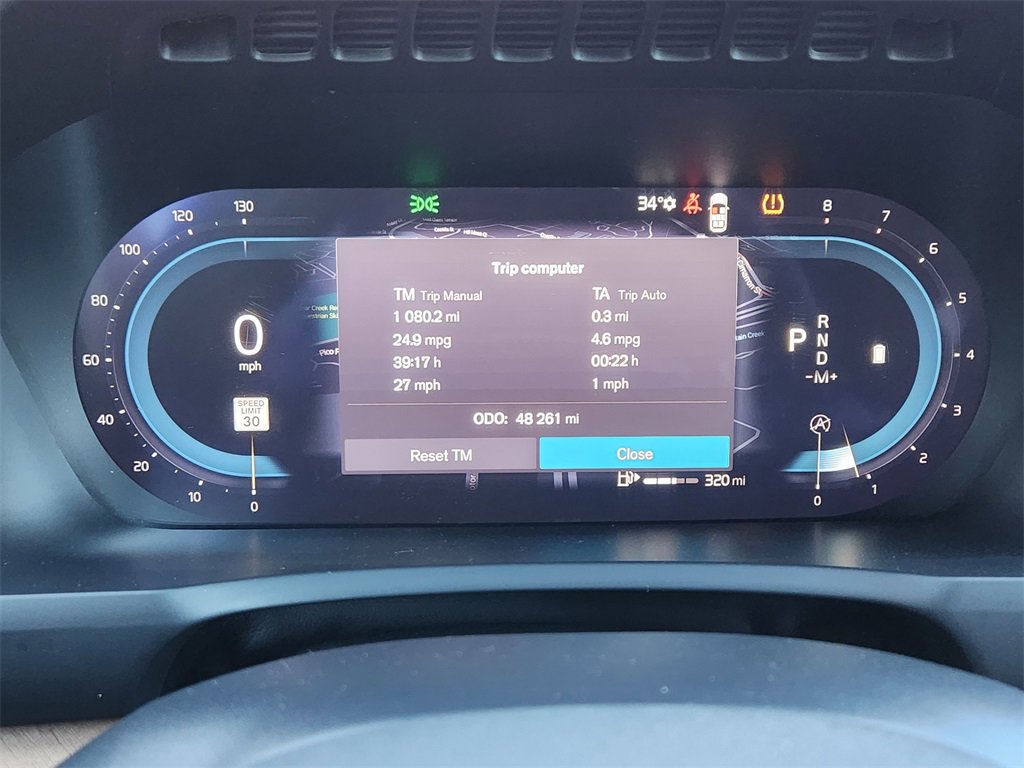 34°
130
120
100
80
60
40
20
10
0
0
mph
SPEED
LIMIT
30
Trip computer
TM Trip Manual TA Trip Auto
1 080.2 mi 0.3 mi
24.9 mpg 4.6 mpg
39:17 h 00:22 h
27 mph 1 mph
ODO: 48 261 mi
Reset TM Close
320 mi
P R
N
D
-M+
A
8
7
6
5
4
3
2
1
0